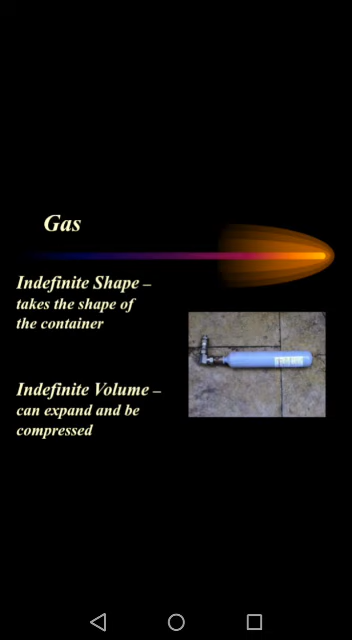 Gas
Indefinite Shape –
takes the shape of
the container
Indefinite Volume –
can expand and be
compressed